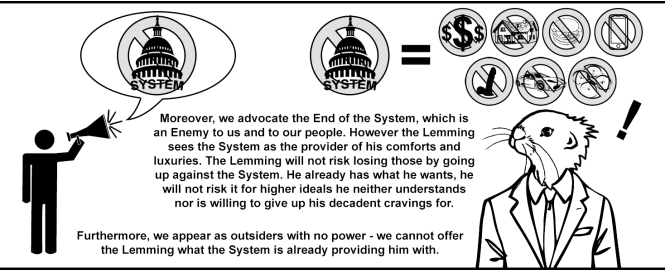 SYSTEM
SYSTEM
=
$$$
!
Moreover, we advocate the End of the System, which is
an Enemy to us and to our people. However the Lemming
sees the System as the provider of his comforts and
luxuries. The Lemming will not risk losing those by going
up against the System. He already has what he wants, he
will not risk it for higher ideals he neither understands
nor is willing to give up his decadent cravings for.
Furthermore, we appear as outsiders with no power - we cannot offer
the Lemming what the System is already providing him with.